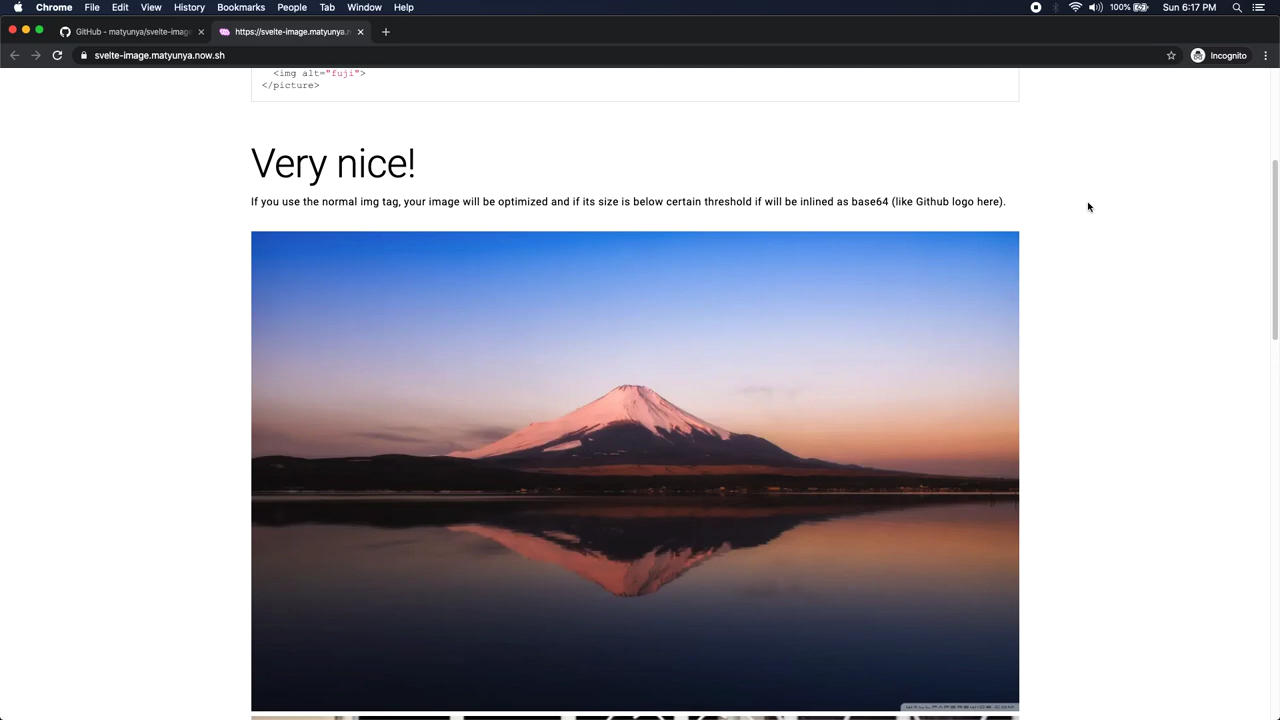 Chrome File Edit View History Bookmarks People Tab Window Help
100% Sun 6:17 PM
GitHub - matyunya/svelte-image
https://svelte-image.matyunya.
svelte-image.matyunya.now.sh
Incognito
<img alt="fuji">
</picture>
Very nice!
If you use the normal img tag, your image will be optimized and if its size is below certain threshold if will be inlined as base64 (like Github logo here).